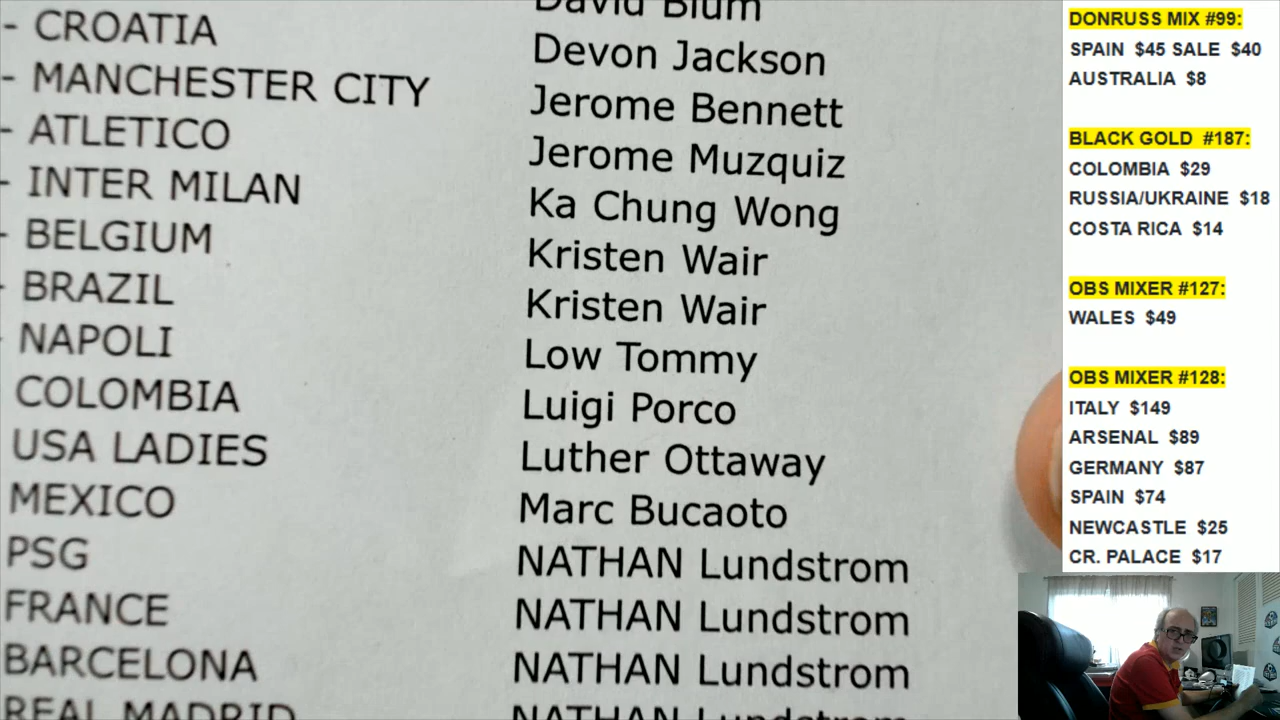 David Blum
- CROATIA Devon Jackson
- MANCHESTER CITY Jerome Bennett
- ATLETICO Jerome Muzquiz
- INTER MILAN Ka Chung Wong
- BELGIUM Kristen Wair
- BRAZIL Kristen Wair
NAPOLI Low Tommy
COLOMBIA Luigi Porco
USA LADIES Luther Ottaway
MEXICO Marc Bucaoto
PSG NATHAN Lundstrom
FRANCE NATHAN Lundstrom
BARCELONA NATHAN Lundstrom
REAL MADRID NATHAN Lundstrom
DONRUSS MIX #99:
SPAIN $45 SALE $40
AUSTRALIA $8
BLACK GOLD #187:
COLOMBIA $29
RUSSIA/UKRAINE $18
COSTA RICA $14
OBS MIXER #127:
WALES $49
OBS MIXER #128:
ITALY $149
ARSENAL $89
GERMANY $87
SPAIN $74
NEWCASTLE $25
CR. PALACE $17